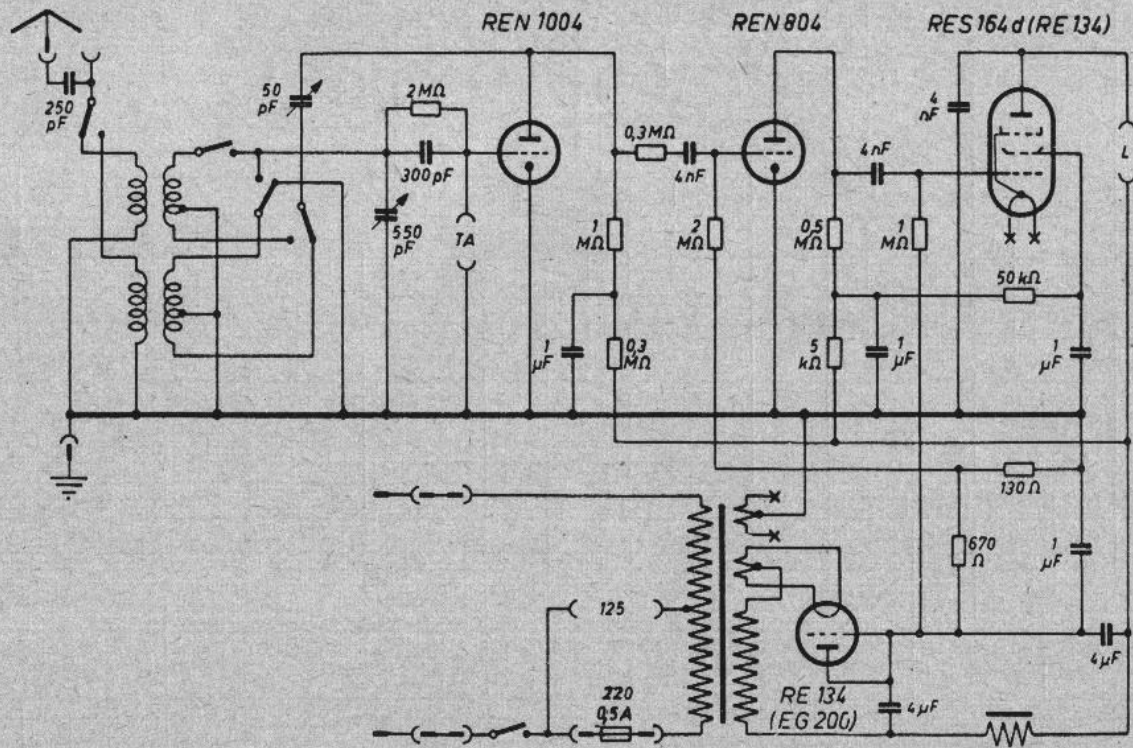 REN 1004
REN 804
RES 164 d (RE 134)
250
pF
50
pF
2 MΩ
300 pF
550
pF
TA
0,3 MΩ
4 nF
1
MΩ
2
MΩ
4 nF
0,5
MΩ
1
MΩ
4
nF
L
50 kΩ
1
µF
0,3
MΩ
5
kΩ
1
µF
1
µF
130 Ω
670
Ω
1
µF
125
220
0,5A
RE 134
(EG 200)
4 µF
4 µF